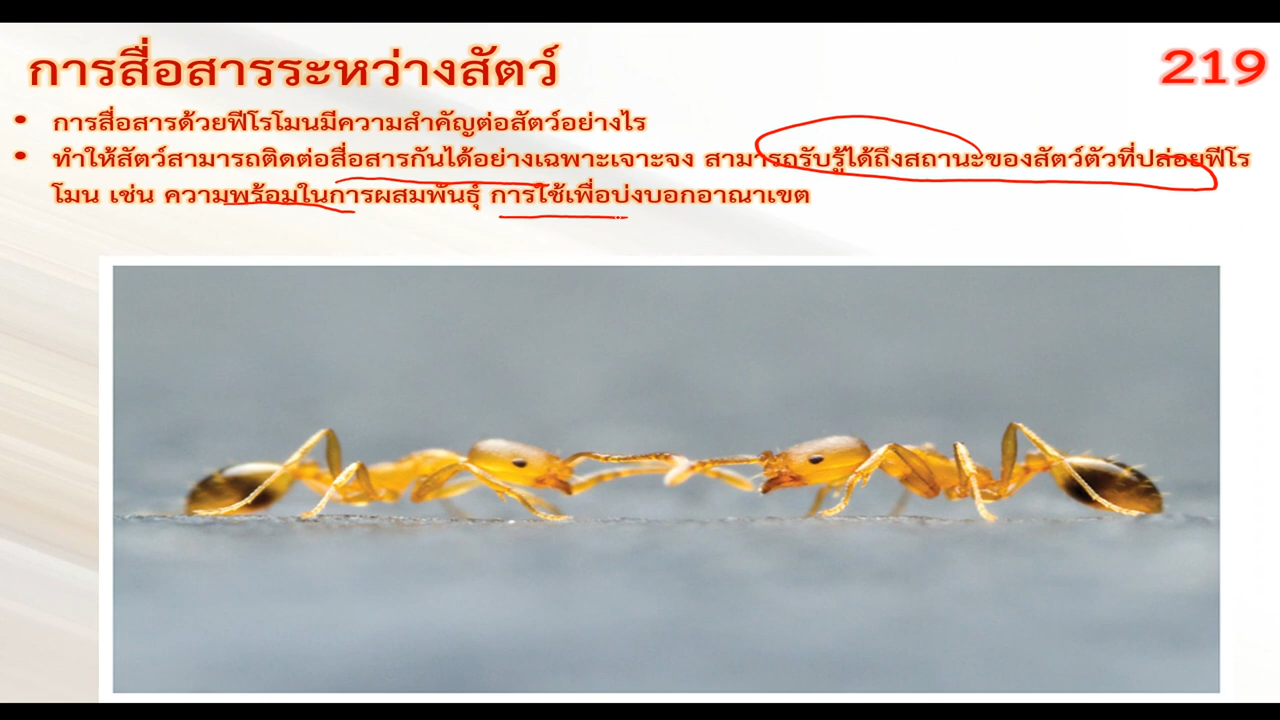 การสื่อสารระหว่างสัตว์
219
• การสื่อสารด้วยฟีโรโมนมีความสำคัญต่อสัตว์อย่างไร
• ทำให้สัตว์สามารถติดต่อสื่อสารกันได้อย่างเฉพาะเจาะจง สามารถรับรู้ได้ถึงสถานะของสัตว์ตัวที่ปล่อยฟีโร
โมน เช่น ความพร้อมในการผสมพันธุ์ การใช้เพื่อบ่งบอกอาณาเขต